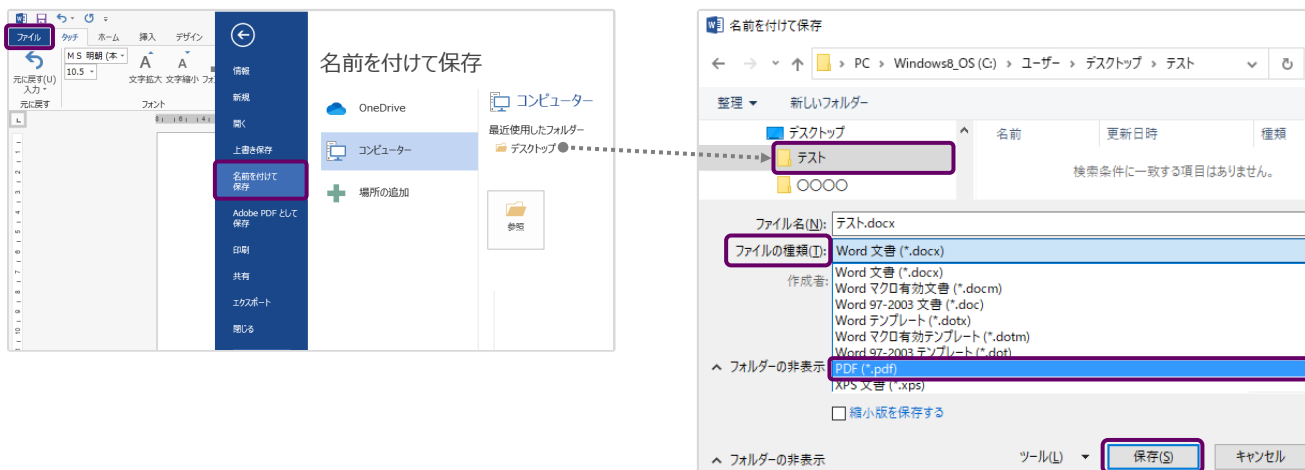 ファイル タッチ ホーム 挿入 デザイン
元に戻す(U)
入力
元に戻す
MS 明朝 (本
10.5
A A
文字拡大 文字縮小
フォント
情報
新規
開く
上書き保存
名前を付けて
保存
Adobe PDF として
保存
印刷
共有
エクスポート
閉じる
名前を付けて保存
OneDrive
コンピューター
場所の追加
コンピューター
最近使用したフォルダー
デスクトップ
参照
名前を付けて保存
PC › Windows8_OS (C:) › ユーザー › デスクトップ › テスト
整理 新しいフォルダー
デスクトップ
テスト
〇〇〇〇
名前 更新日時 種類
検索条件に一致する項目はありません。
ファイル名(N): テスト.docx
ファイルの種類(T): Word 文書 (*.docx)
作成者:
Word 文書 (*.docx)
Word マクロ有効文書 (*.docm)
Word 97-2003 文書 (*.doc)
Word テンプレート (*.dotx)
Word マクロ有効テンプレート (*.dotm)
Word 97-2003 テンプレート (*.dot)
PDF (*.pdf)
XPS 文書 (*.xps)
フォルダーの非表示
縮小版を保存する
フォルダーの非表示 ツール(L) 保存(S) キャンセル